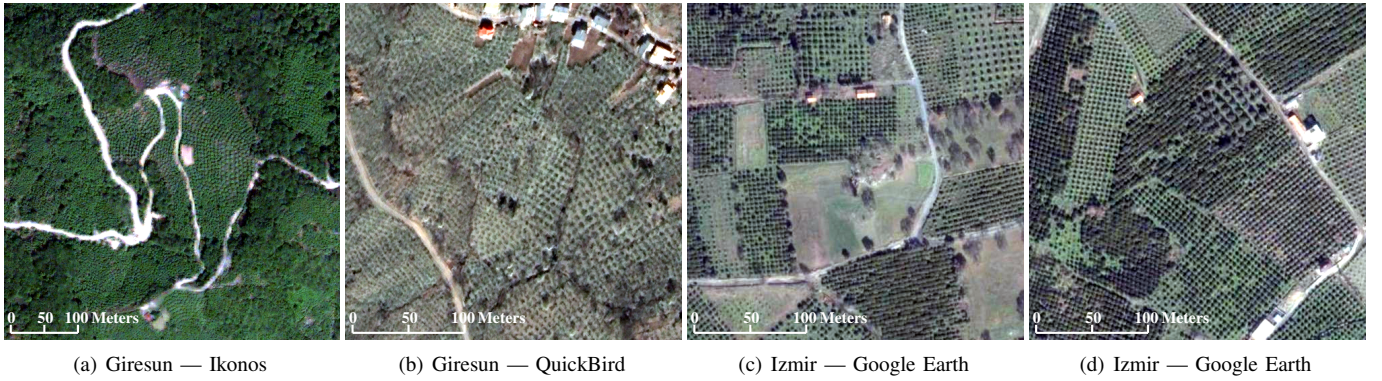 0 50 100 Meters
0 50 100 Meters
0 50 100 Meters
0 50 100 Meters
(a) Giresun — Ikonos
(b) Giresun — QuickBird
(c) Izmir — Google Earth
(d) Izmir — Google Earth